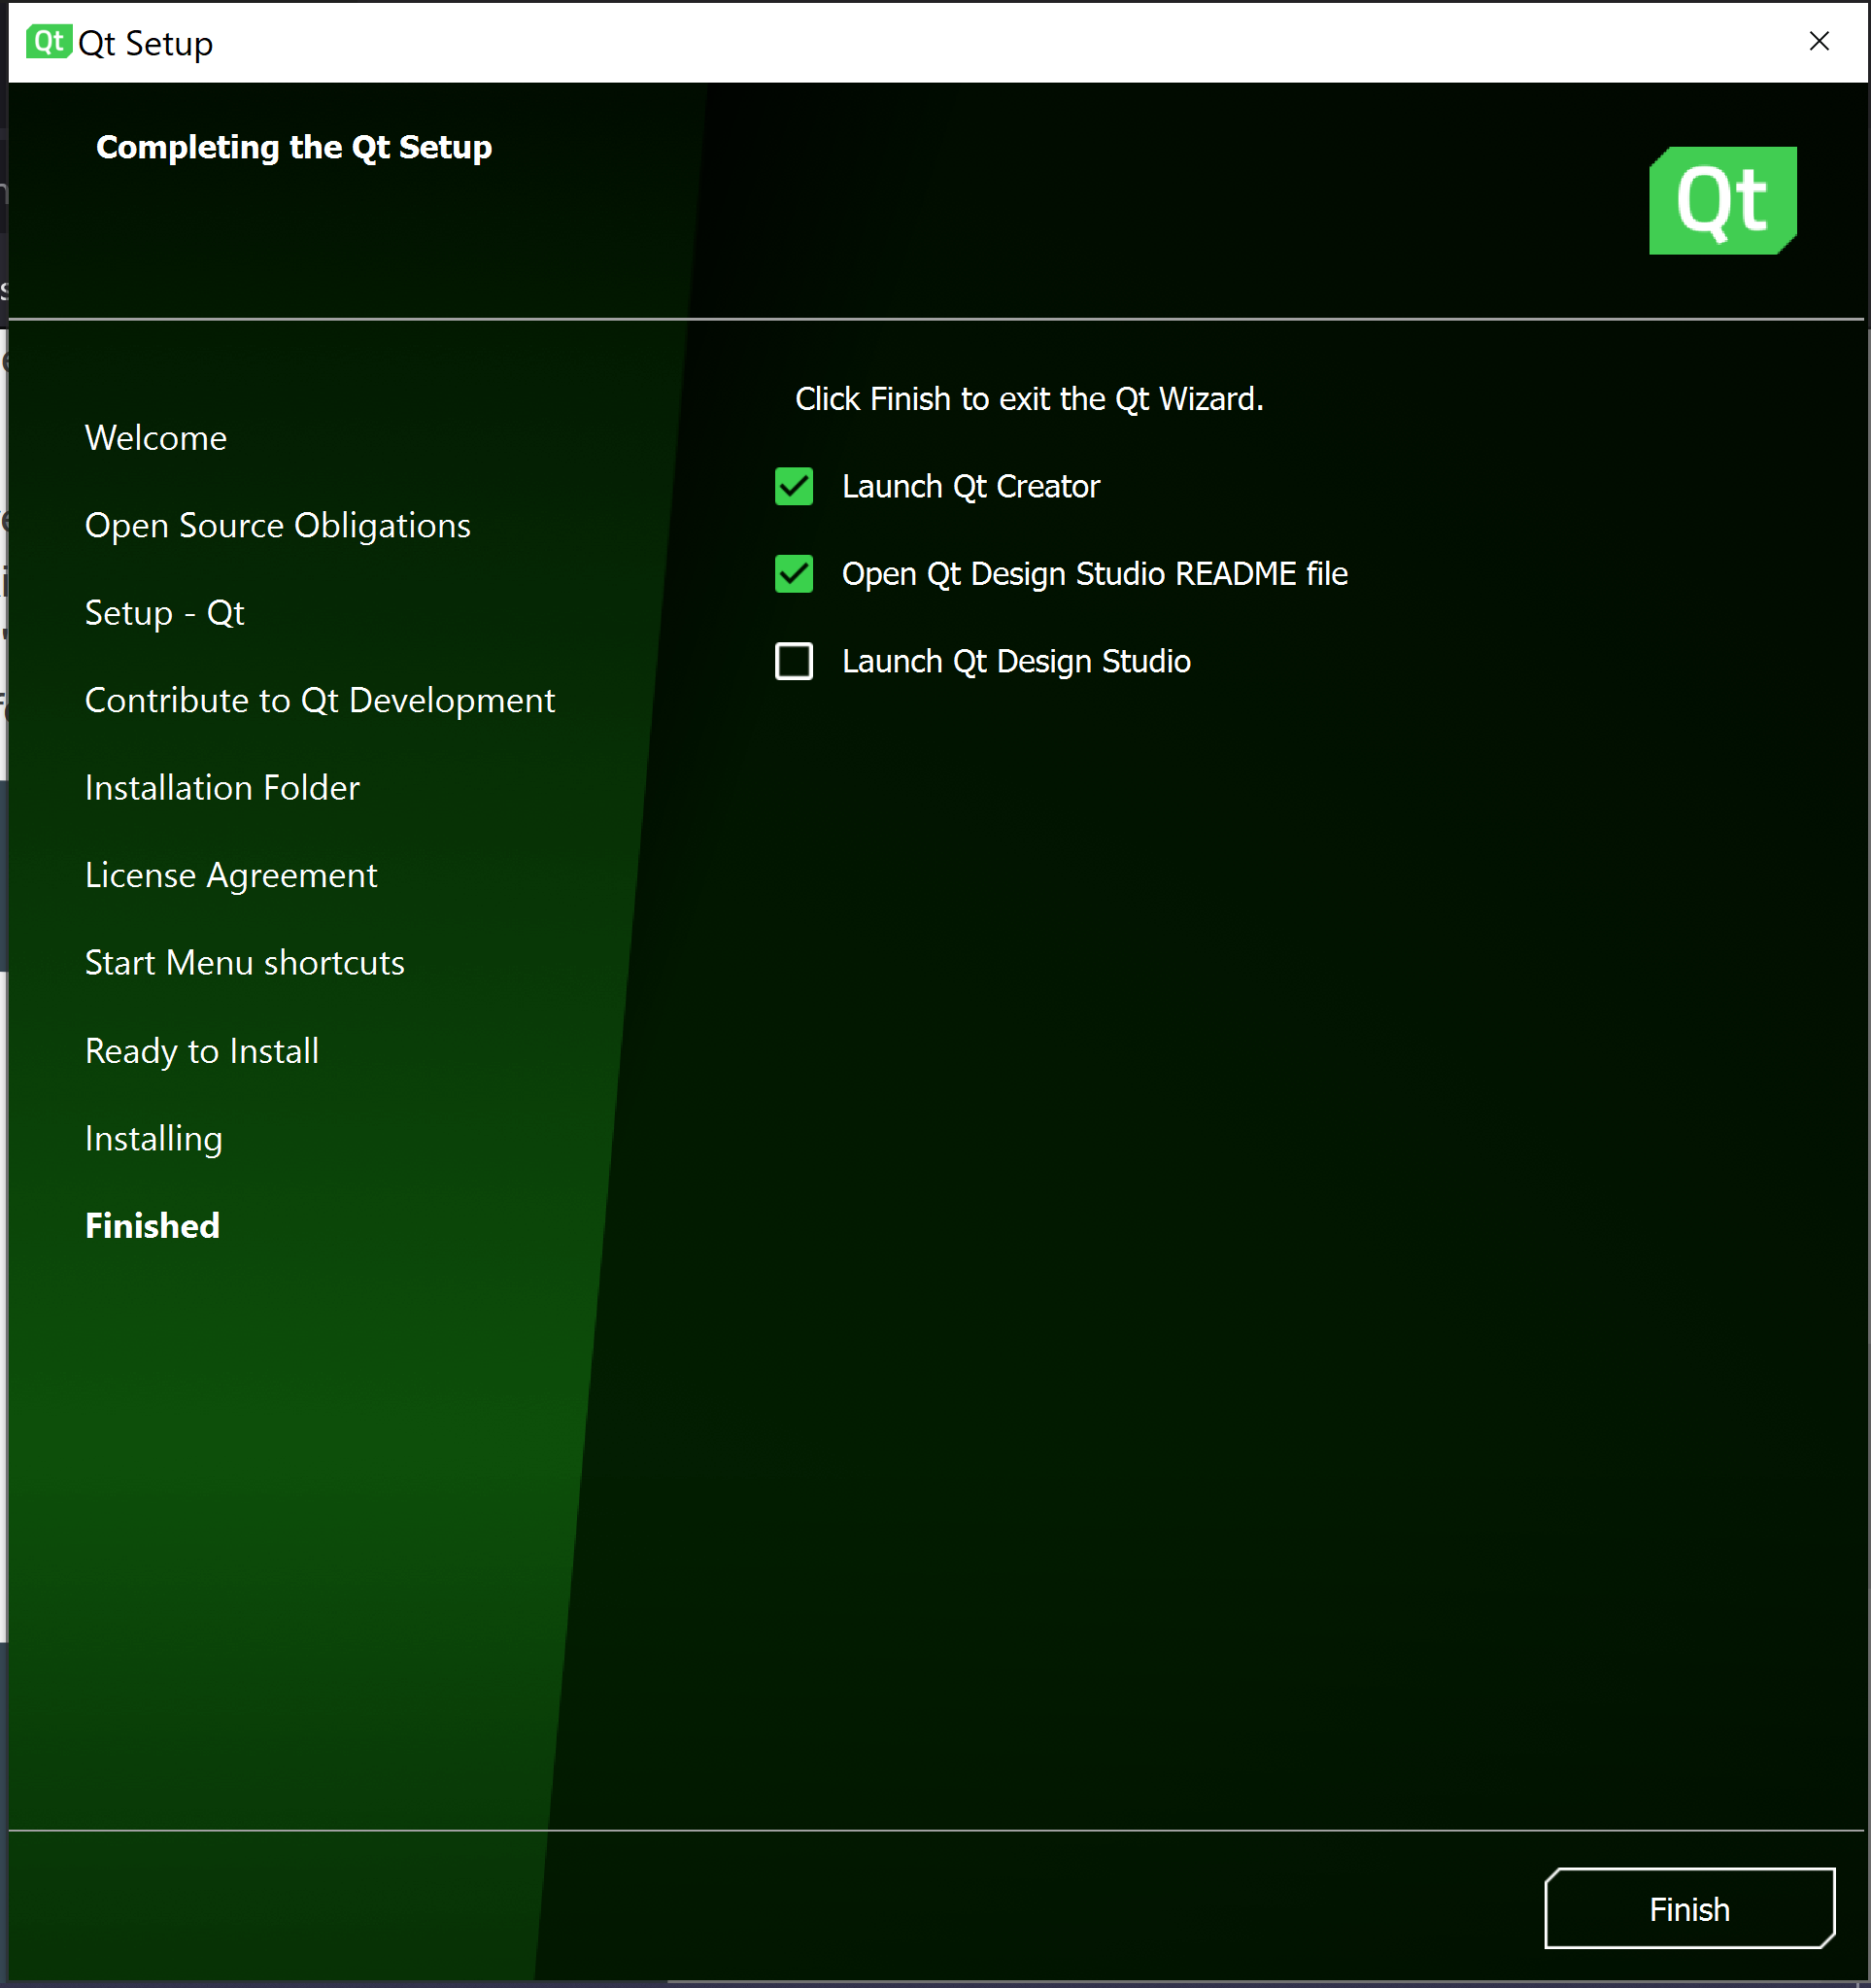 Qt Qt Setup
Completing the Qt Setup
Qt
Welcome
Open Source Obligations
Setup - Qt
Contribute to Qt Development
Installation Folder
License Agreement
Start Menu shortcuts
Ready to Install
Installing
Finished
Click Finish to exit the Qt Wizard.
Launch Qt Creator
Open Qt Design Studio README file
Launch Qt Design Studio
Finish